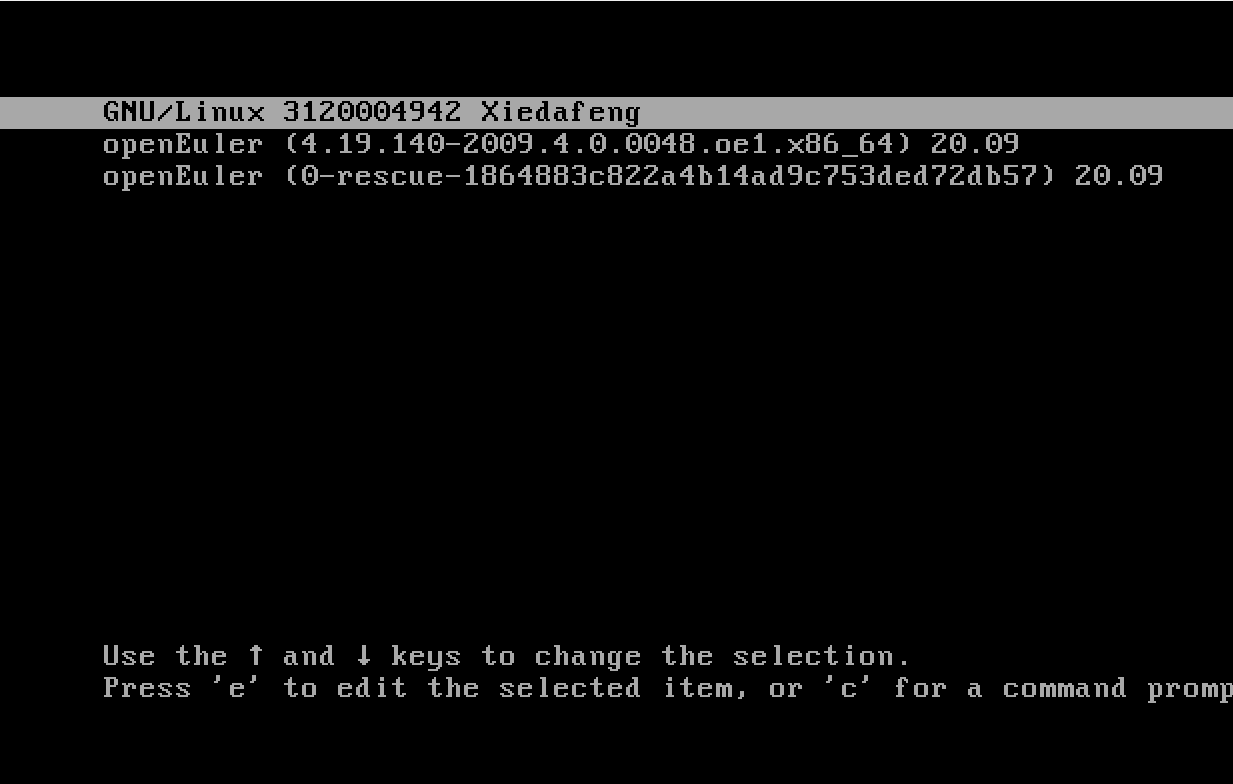 GNU/Linux 3120004942 Xiedafeng
openEuler (4.19.140-2009.4.0.0048.oe1.x86_64) 20.09
openEuler (0-rescue-1864883c822a4b14ad9c753ded72db57) 20.09
Use the ↑ and ↓ keys to change the selection.
Press 'e' to edit the selected item, or 'c' for a command promp